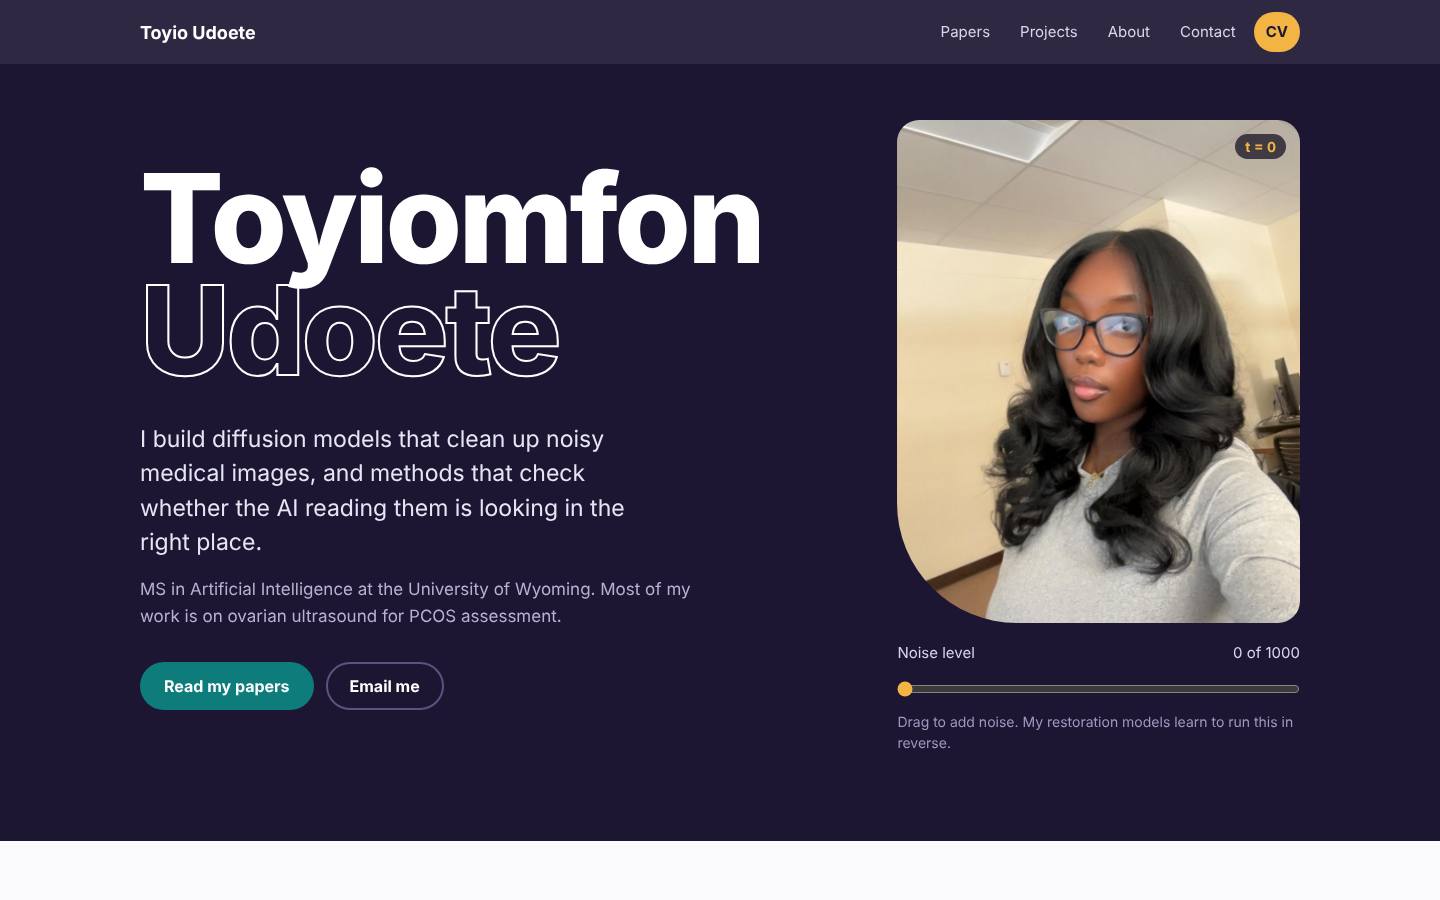 Toyio Udoete
Papers
Projects
About
Contact
CV
Toyiomfon
Udoete
I build diffusion models that clean up noisy
medical images, and methods that check
whether the AI reading them is looking in the
right place.
MS in Artificial Intelligence at the University of Wyoming. Most of my
work is on ovarian ultrasound for PCOS assessment.
Read my papers
Email me
t = 0
Noise level
0 of 1000
Drag to add noise. My restoration models learn to run this in
reverse.